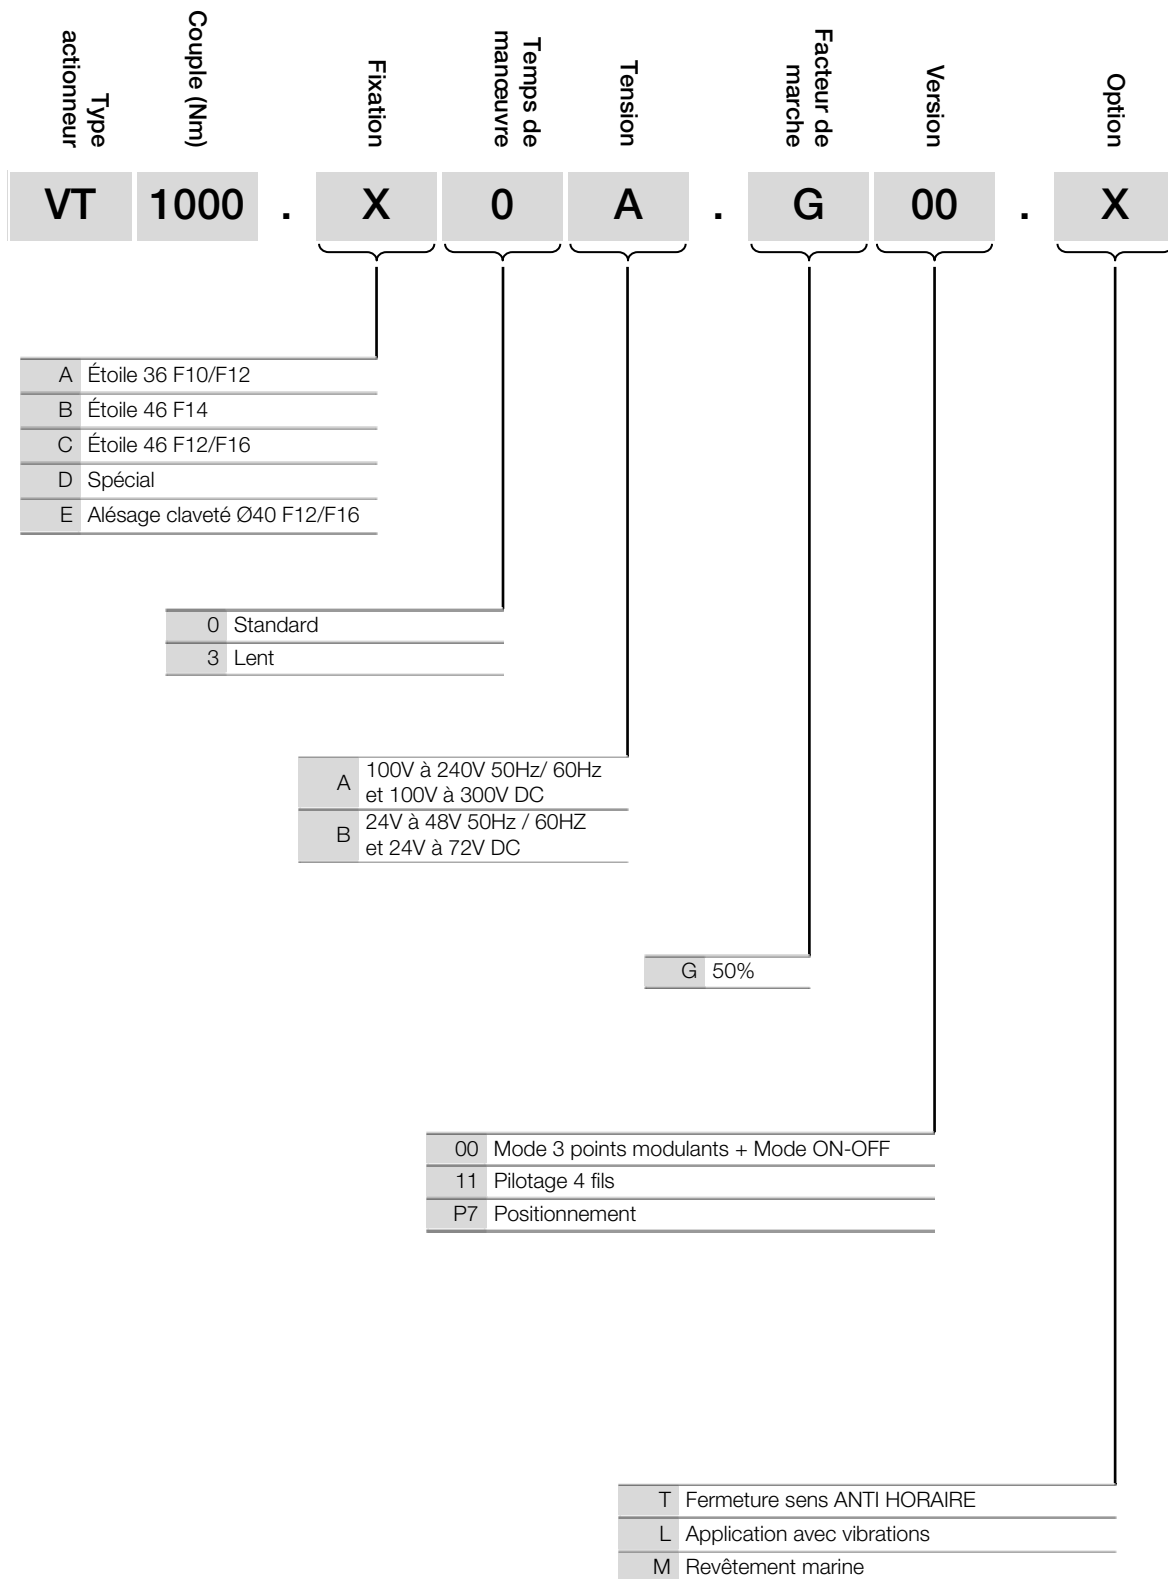 Type
actionneur
Couple (Nm)
Fixation
Temps de
manœuvre
Tension
Facteur de
marche
Version
Option
VT 1000 . X 0 A . G 00 . X
A Étoile 36 F10/F12
B Étoile 46 F14
C Étoile 46 F12/F16
D Spécial
E Alésage claveté Ø40 F12/F16
0 Standard
3 Lent
A 100V à 240V 50Hz/ 60Hz
et 100V à 300V DC
B 24V à 48V 50Hz / 60HZ
et 24V à 72V DC
G 50%
00 Mode 3 points modulants + Mode ON-OFF
11 Pilotage 4 fils
P7 Positionnement
T Fermeture sens ANTI HORAIRE
L Application avec vibrations
M Revêtement marine